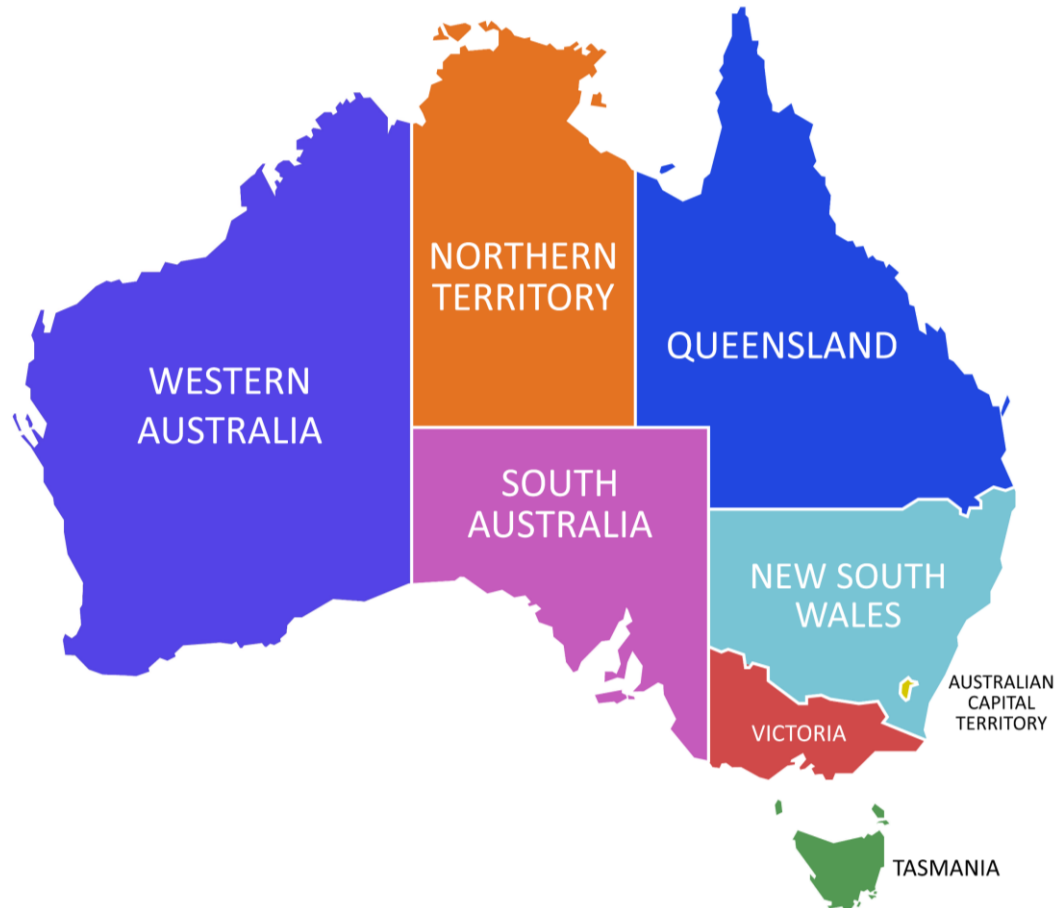 NORTHERN
TERRITORY
QUEENSLAND
WESTERN
AUSTRALIA
SOUTH
AUSTRALIA
NEW SOUTH
WALES
AUSTRALIAN
CAPITAL
TERRITORY
VICTORIA
TASMANIA